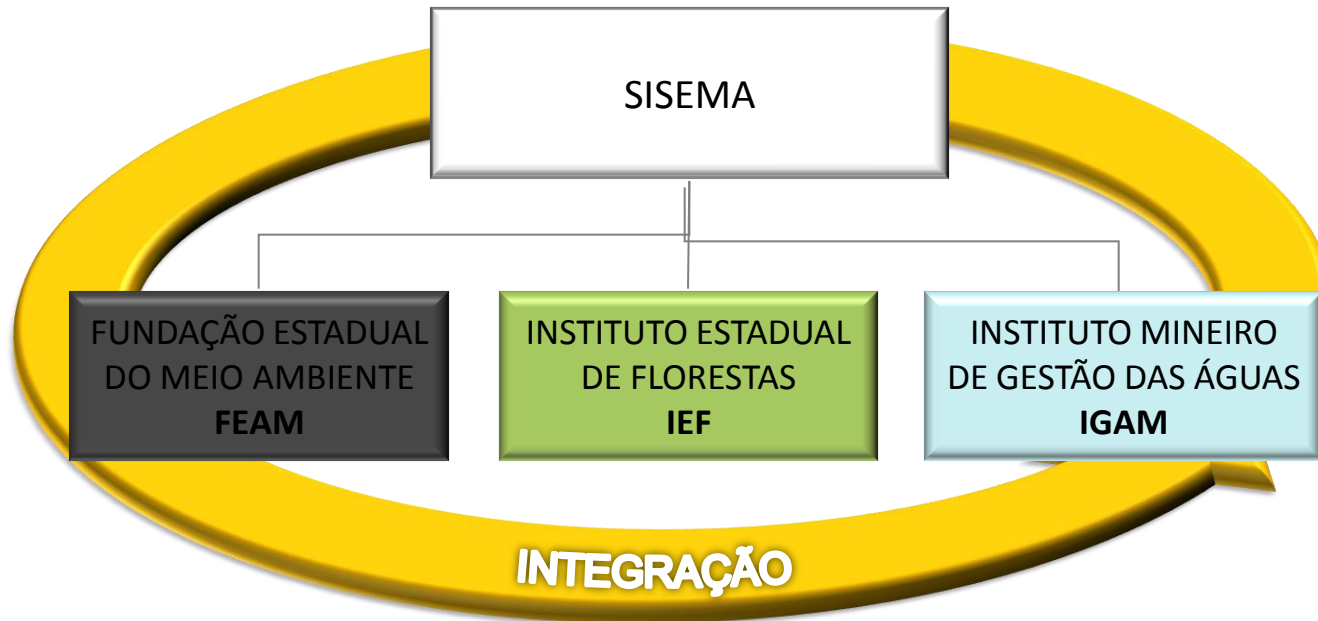 SISEMA
FUNDAÇÃO ESTADUAL
DO MEIO AMBIENTE
FEAM
INSTITUTO ESTADUAL
DE FLORESTAS
IEF
INSTITUTO MINEIRO
DE GESTÃO DAS ÁGUAS
IGAM
INTEGRAÇÃO